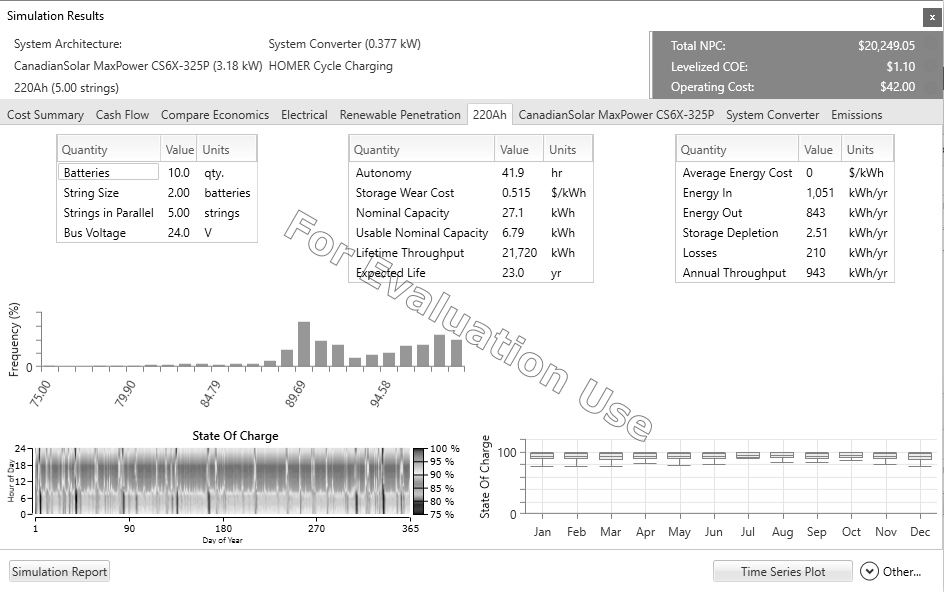 Simulation Results
x
System Architecture:
System Converter (0.377 kW)
CanadianSolar MaxPower CS6X-325P (3.18 kW)
HOMER Cycle Charging
220Ah (5.00 strings)
Total NPC: $20,249.05
Levelized COE: $1.10
Operating Cost: $42.00
Cost Summary Cash Flow Compare Economics Electrical Renewable Penetration 220Ah CanadianSolar MaxPower CS6X-325P System Converter Emissions
Quantity Value Units
Batteries 10.0 qty.
String Size 2.00 batteries
Strings in Parallel 5.00 strings
Bus Voltage 24.0 V
Quantity Value Units
Autonomy 41.9 hr
Storage Wear Cost 0.515 $/kWh
Nominal Capacity 27.1 kWh
Usable Nominal Capacity 6.79 kWh
Lifetime Throughput 21,720 kWh
Expected Life 23.0 yr
Quantity Value Units
Average Energy Cost 0 $/kWh
Energy In 1,051 kWh/yr
Energy Out 843 kWh/yr
Storage Depletion 2.51 kWh/yr
Losses 210 kWh/yr
Annual Throughput 943 kWh/yr
For Evaluation Use
Frequency (%)
0
75.00 79.90 84.79 89.69 94.58
State Of Charge
Hour of Day
24
18
12
6
0
1 90 180 270 365
Day of Year
100 %
95 %
90 %
85 %
80 %
75 %
State Of Charge
100
0
Jan Feb Mar Apr May Jun Jul Aug Sep Oct Nov Dec
Simulation Report
Time Series Plot
Other...